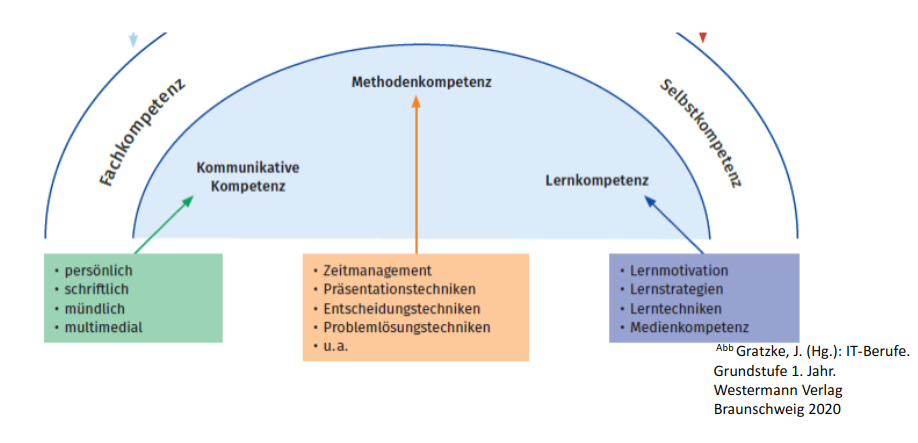 Methodenkompetenz
Fachkompetenz
Selbstkompetenz
Kommunikative
Kompetenz
Lernkompetenz
• persönlich
• schriftlich
• mündlich
• multimedial
• Zeitmanagement
• Präsentationstechniken
• Entscheidungstechniken
• Problemlösungstechniken
• u. a.
• Lernmotivation
• Lernstrategien
• Lerntechniken
• Medienkompetenz
Abb Gratzke, J. (Hg.): IT-Berufe.
Grundstufe 1. Jahr.
Westermann Verlag
Braunschweig 2020